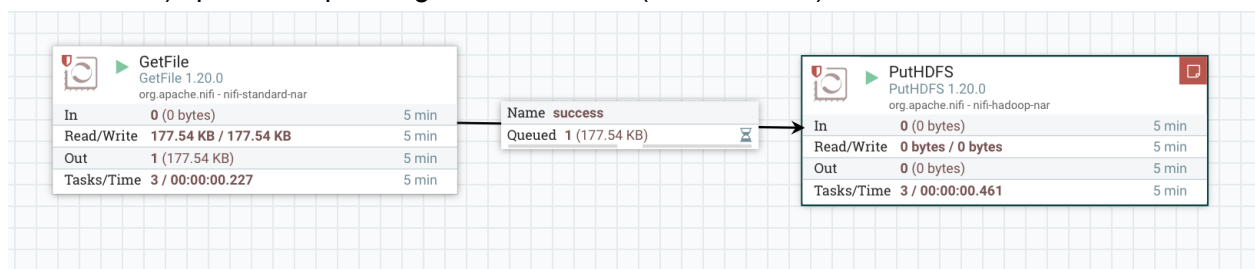 GetFile
GetFile 1.20.0
org.apache.nifi - nifi-standard-nar
In 0 (0 bytes) 5 min
Read/Write 177.54 KB / 177.54 KB 5 min
Out 1 (177.54 KB) 5 min
Tasks/Time 3 / 00:00:00.227 5 min
Name success
Queued 1 (177.54 KB)
PutHDFS
PutHDFS 1.20.0
org.apache.nifi - nifi-hadoop-nar
In 0 (0 bytes) 5 min
Read/Write 0 bytes / 0 bytes 5 min
Out 0 (0 bytes) 5 min
Tasks/Time 3 / 00:00:00.461 5 min